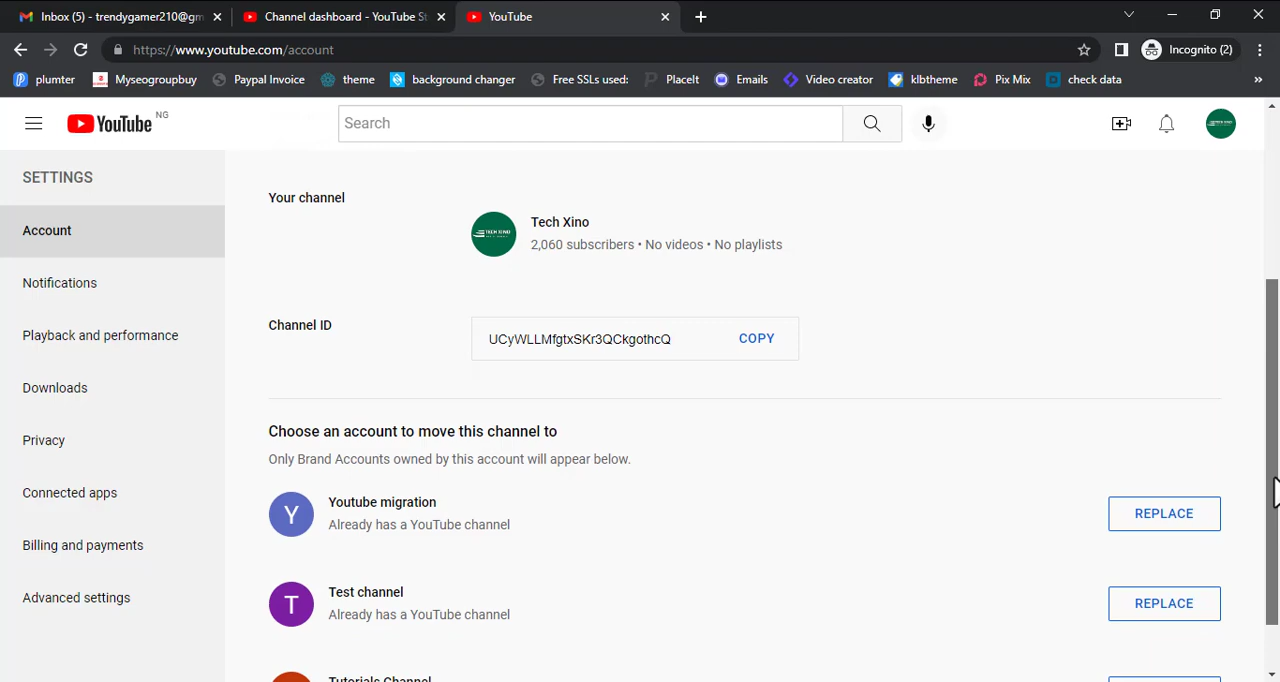 Inbox (5) - trendygamer210@gm
Channel dashboard - YouTube St
YouTube
https://www.youtube.com/account
Incognito (2)
plumter
Myseogroupbuy
Paypal Invoice
theme
background changer
Free SSLs used:
PlaceIt
Emails
Video creator
klbtheme
Pix Mix
check data
»
YouTube NG
Search
SETTINGS
Account
Notifications
Playback and performance
Downloads
Privacy
Connected apps
Billing and payments
Advanced settings
Your channel
TECH XINO
Tech Xino
2,060 subscribers • No videos • No playlists
Channel ID
UCyWLLMfgtxSKr3QCkgothcQ
COPY
Choose an account to move this channel to
Only Brand Accounts owned by this account will appear below.
Y
Youtube migration
Already has a YouTube channel
REPLACE
T
Test channel
Already has a YouTube channel
REPLACE
Tutorials Channel